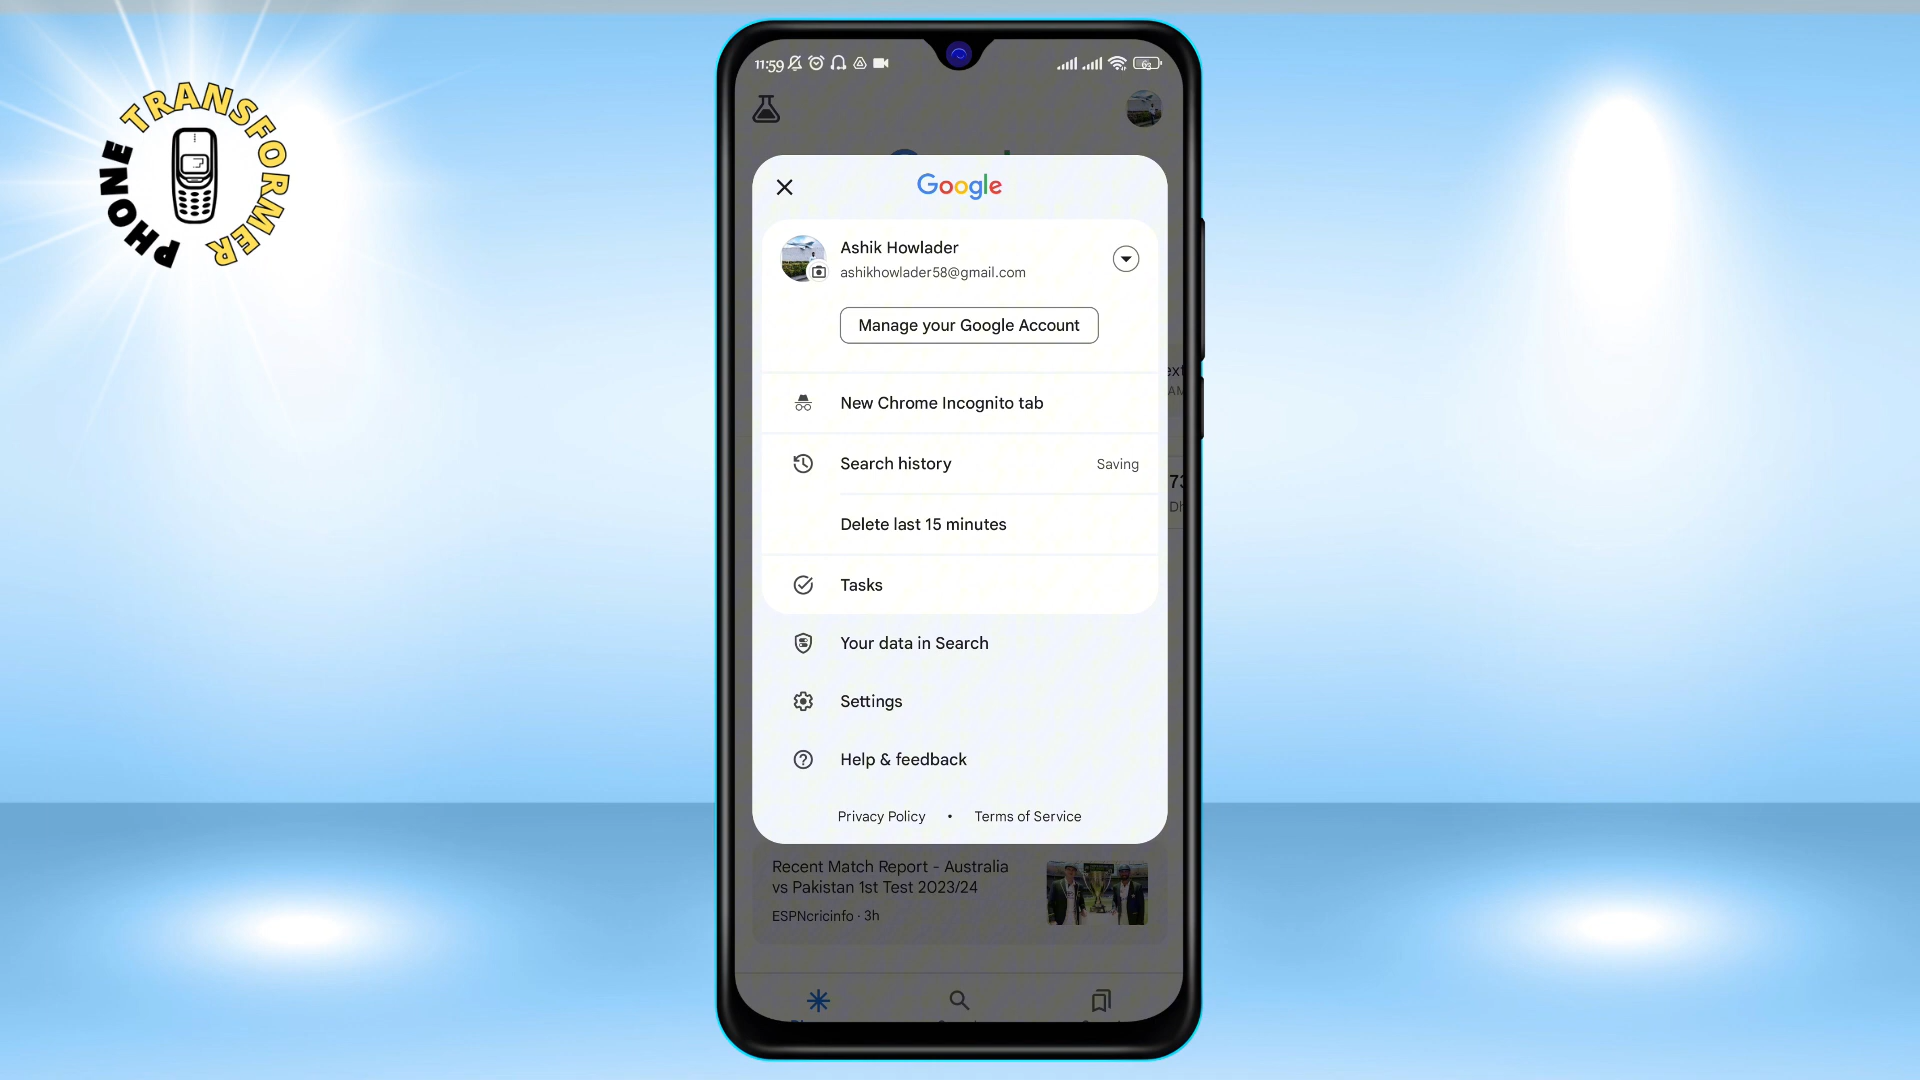 PHONE TRANSFORMER
11:59
63
Google
Ashik Howlader
ashikhowlader58@gmail.com
Manage your Google Account
New Chrome Incognito tab
Search history
Saving
Delete last 15 minutes
Tasks
Your data in Search
Settings
Help & feedback
Privacy Policy • Terms of Service
Recent Match Report - Australia
vs Pakistan 1st Test 2023/24
ESPNcricinfo · 3h